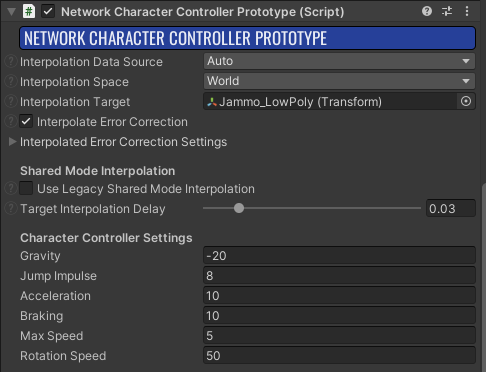 Network Character Controller Prototype (Script)
NETWORK CHARACTER CONTROLLER PROTOTYPE
Interpolation Data Source Auto
Interpolation Space World
Interpolation Target Jammo_LowPoly (Transform)
Interpolate Error Correction
Interpolated Error Correction Settings
Shared Mode Interpolation
Use Legacy Shared Mode Interpolation
Target Interpolation Delay 0.03
Character Controller Settings
Gravity -20
Jump Impulse 8
Acceleration 10
Braking 10
Max Speed 5
Rotation Speed 50